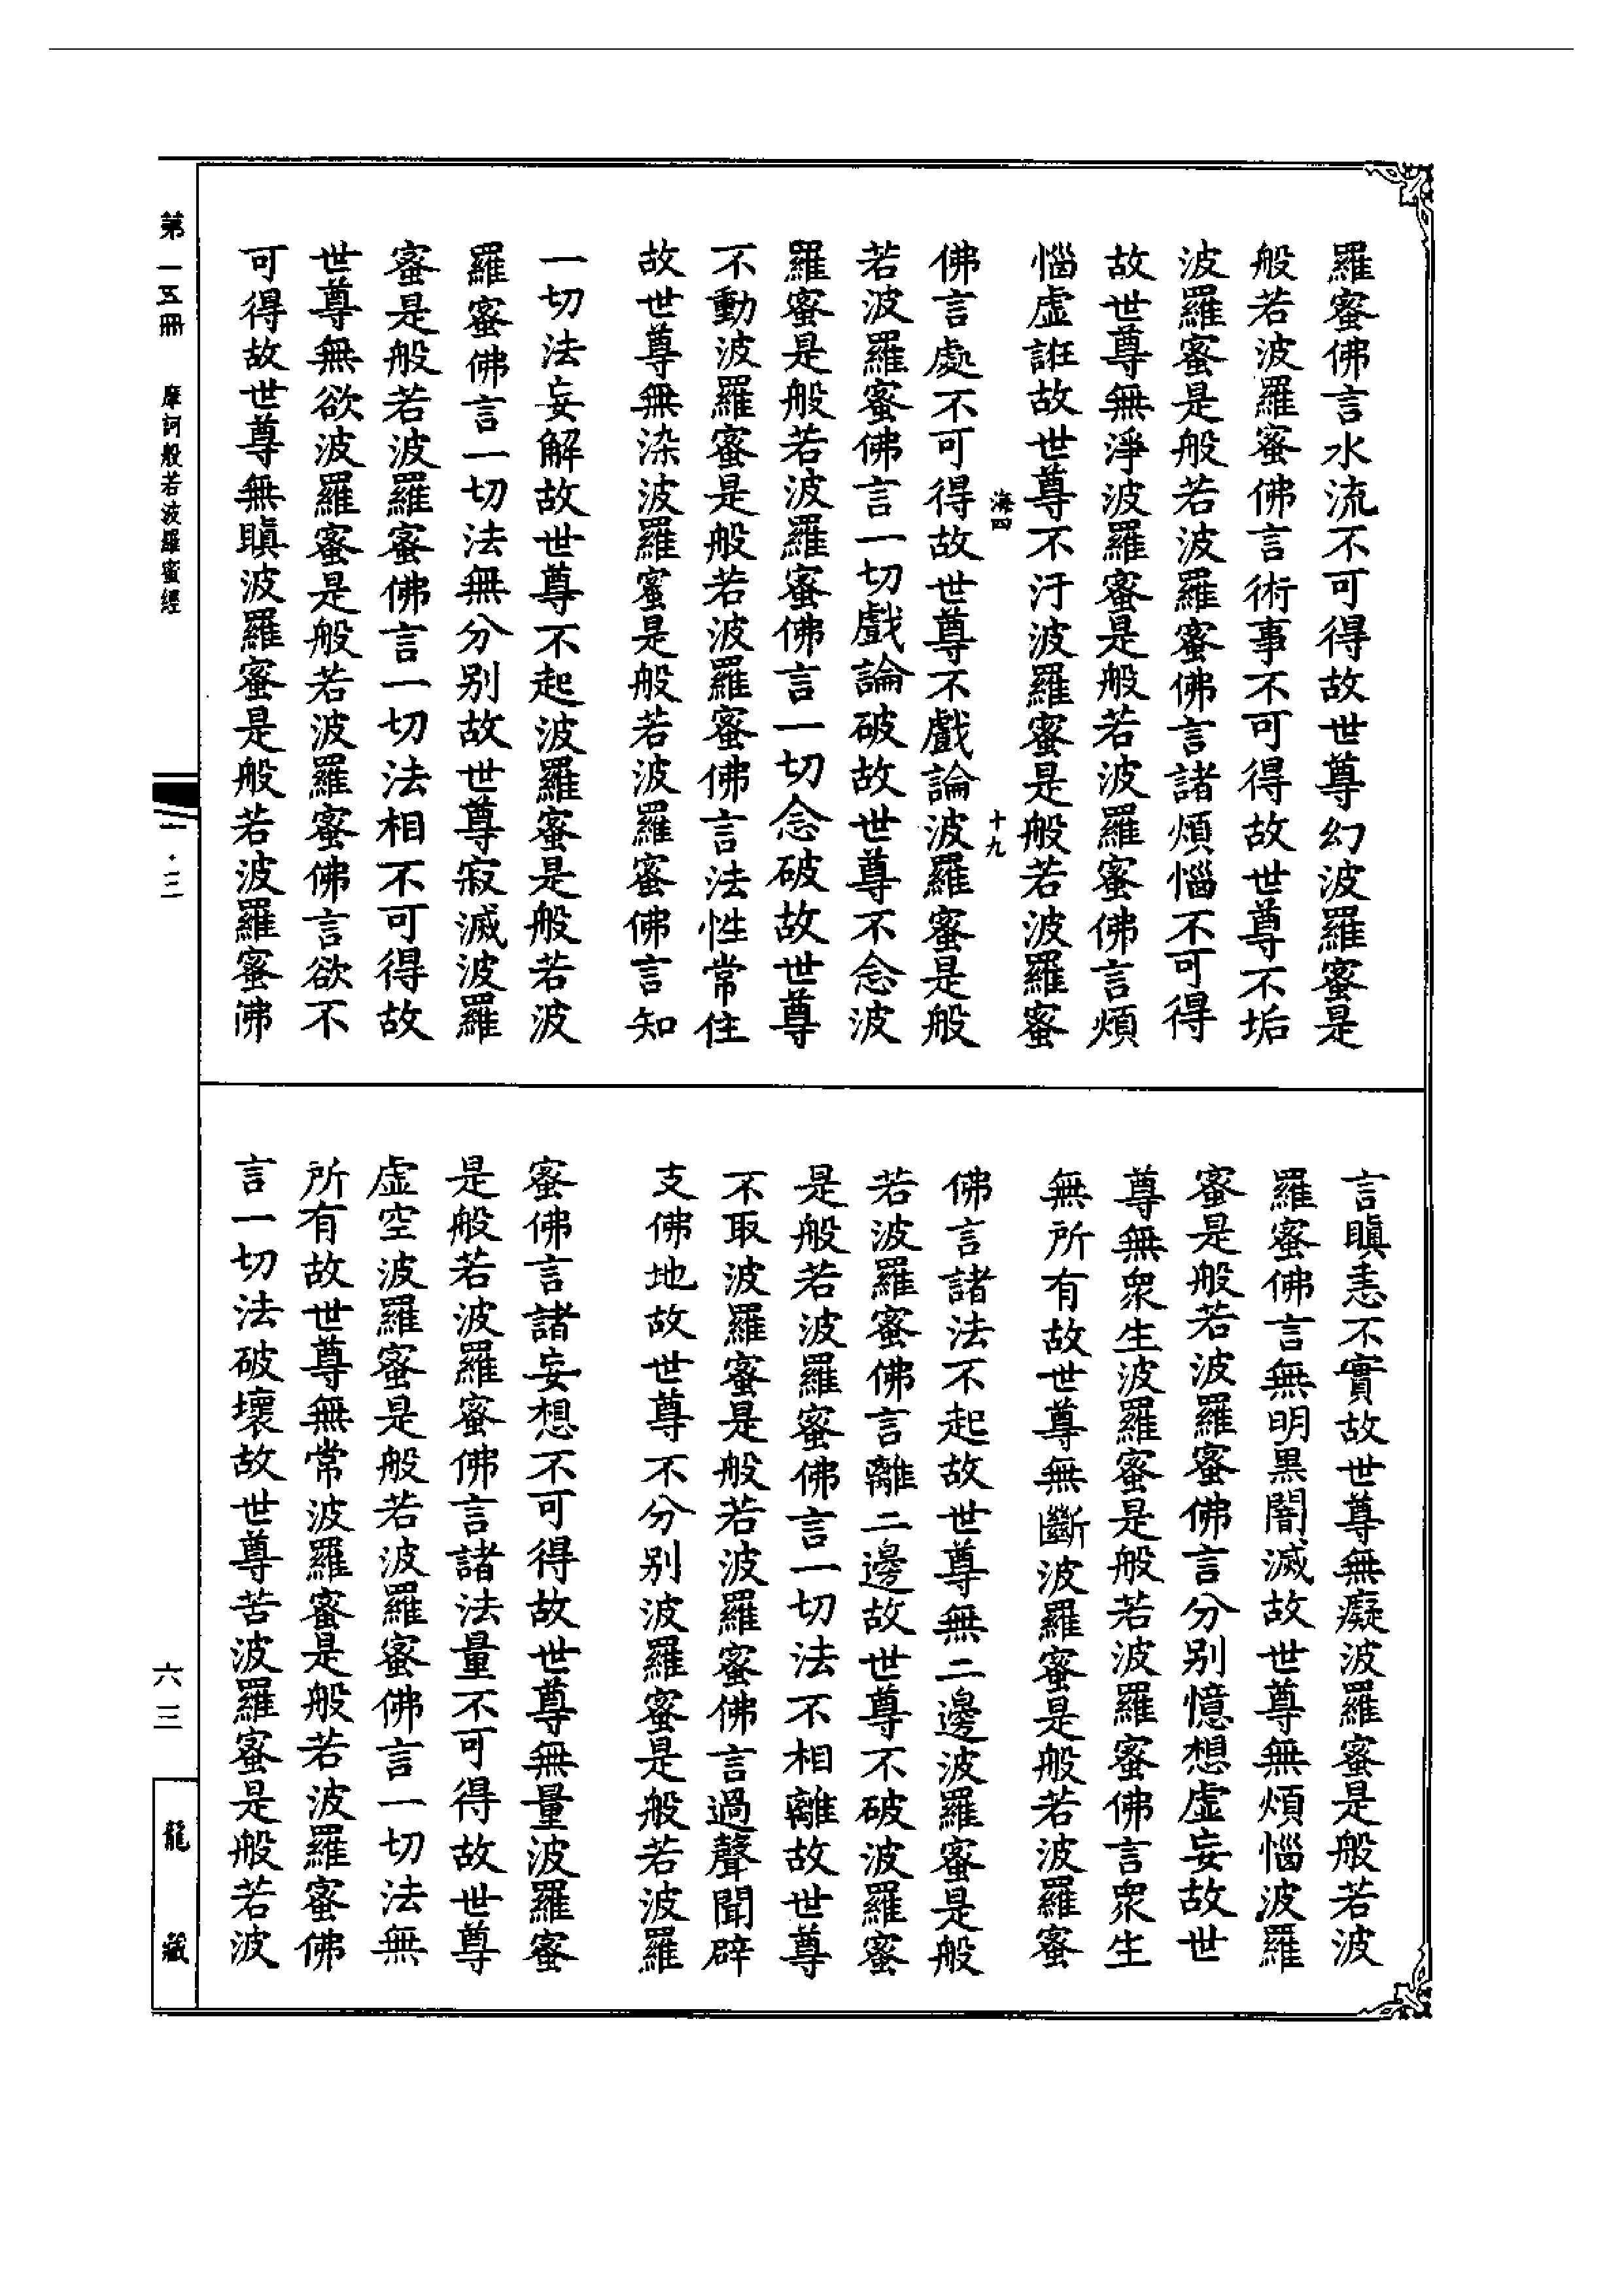 羅蜜佛言水流不可得故世尊幻波羅蜜是
般若波羅蜜佛言術事不可得故世尊不垢
波羅蜜是般若波羅蜜佛言諸煩惱不可得
故世尊無淨波羅蜜是般若波羅蜜佛言煩
惱虛誑故世尊不汙波羅蜜是般若波羅蜜
海四 十九
佛言處不可得故世尊不戲論波羅蜜是般
若波羅蜜佛言一切戲論破故世尊不念波
羅蜜是般若波羅蜜佛言一切念破故世尊
不動波羅蜜是般若波羅蜜佛言法性常住
故世尊無染波羅蜜是般若波羅蜜佛言知
一切法妄解故世尊不起波羅蜜是般若波
羅蜜佛言一切法無分別故世尊寂滅波羅
蜜是般若波羅蜜佛言一切法相不可得故
世尊無欲波羅蜜是般若波羅蜜佛言欲不
可得故世尊無瞋波羅蜜是般若波羅蜜佛
言瞋恚不實故世尊無癡波羅蜜是般若波
羅蜜佛言無明黑闇滅故世尊無煩惱波羅
蜜是般若波羅蜜佛言分別憶想虛妄故世
尊無眾生波羅蜜是般若波羅蜜佛言眾生
無所有故世尊無斷波羅蜜是般若波羅蜜
佛言諸法不起故世尊無二邊波羅蜜是般
若波羅蜜佛言離二邊故世尊不破波羅蜜
是般若波羅蜜佛言一切法不相離故世尊
不取波羅蜜是般若波羅蜜佛言過聲聞辟
支佛地故世尊不分別波羅蜜是般若波羅
蜜佛言諸妄想不可得故世尊無量波羅蜜
是般若波羅蜜佛言諸法量不可得故世尊
虛空波羅蜜是般若波羅蜜佛言一切法無
所有故世尊無常波羅蜜是般若波羅蜜佛
言一切法破壞故世尊苦波羅蜜是般若波
第一五冊 摩訶般若波羅蜜經
一·三
六三
龍藏